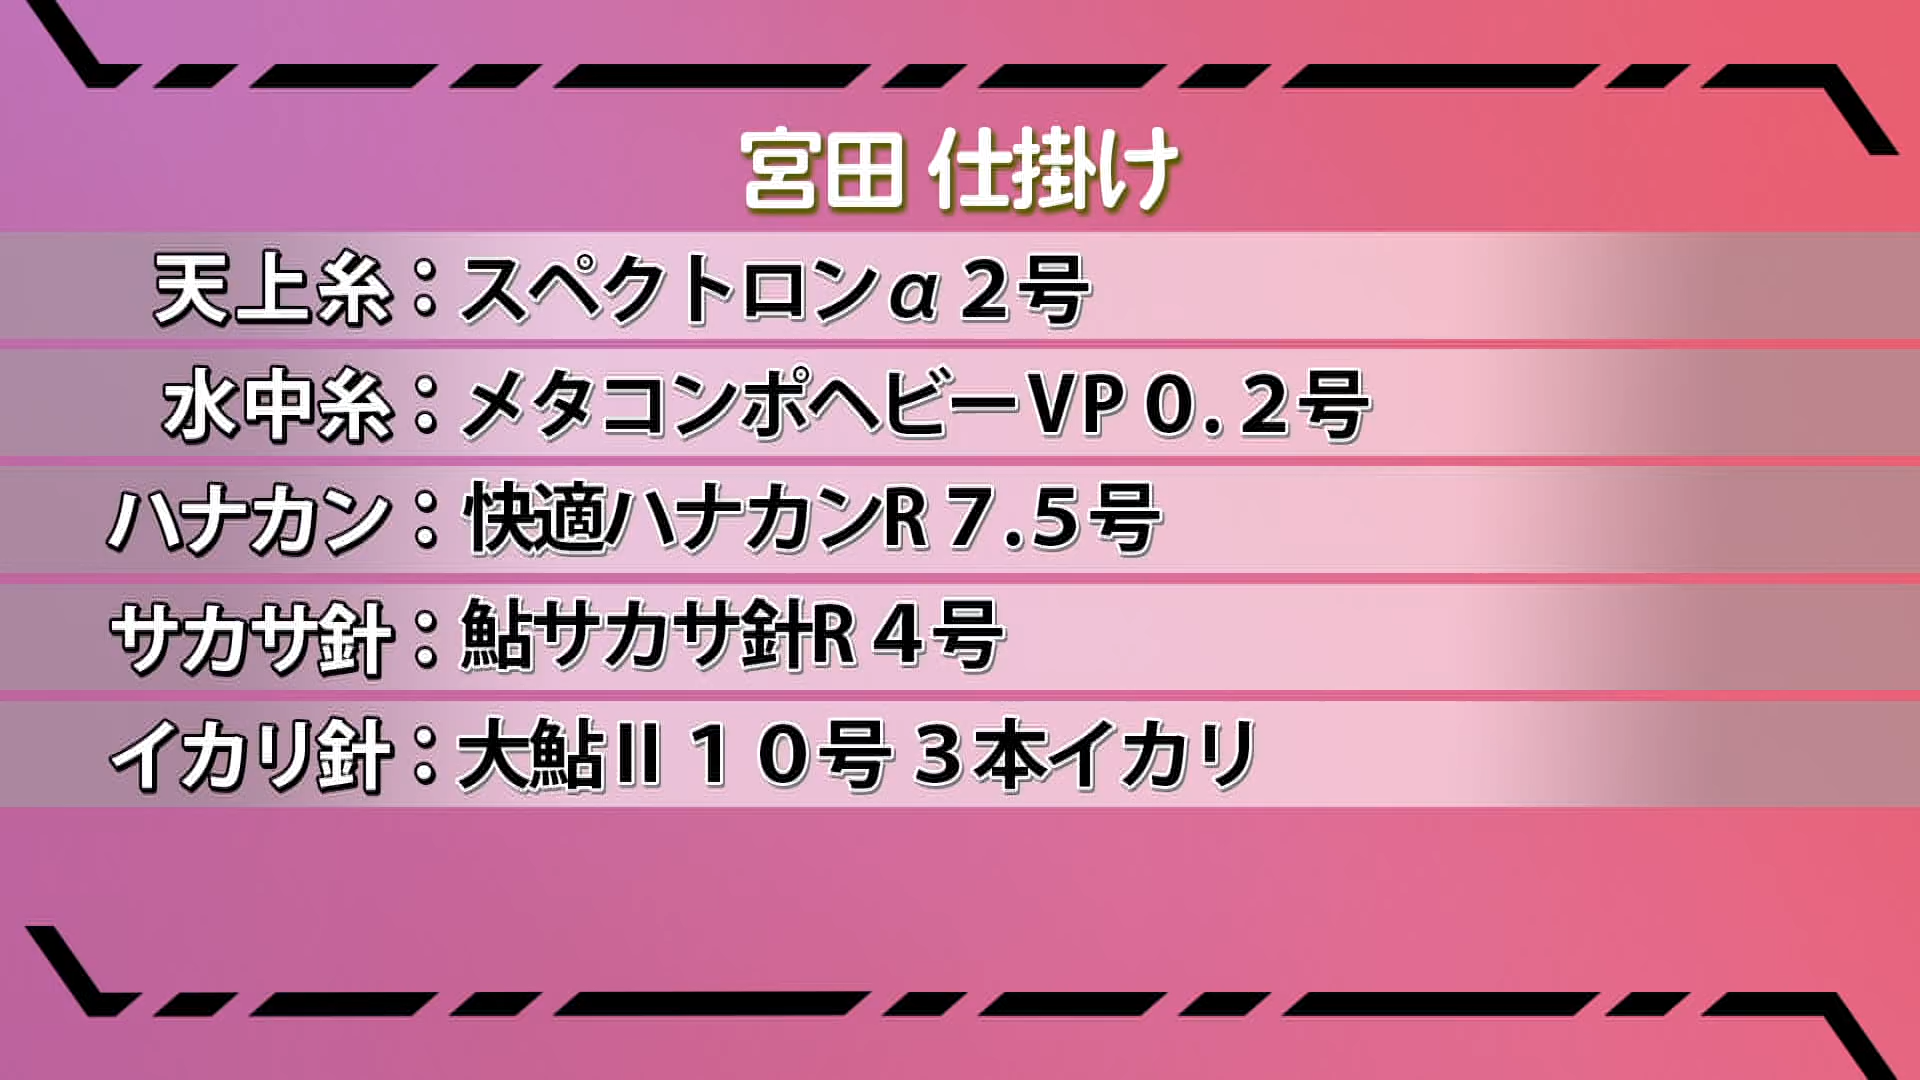 宮田 仕掛け
天上糸：スペクトロンα２号
水中糸：メタコンポヘビーVP０.２号
ハナカン：快適ハナカンR７.５号
サカサ針：鮎サカサ針R４号
イカリ針：大鮎Ⅱ１０号 ３本イカリ